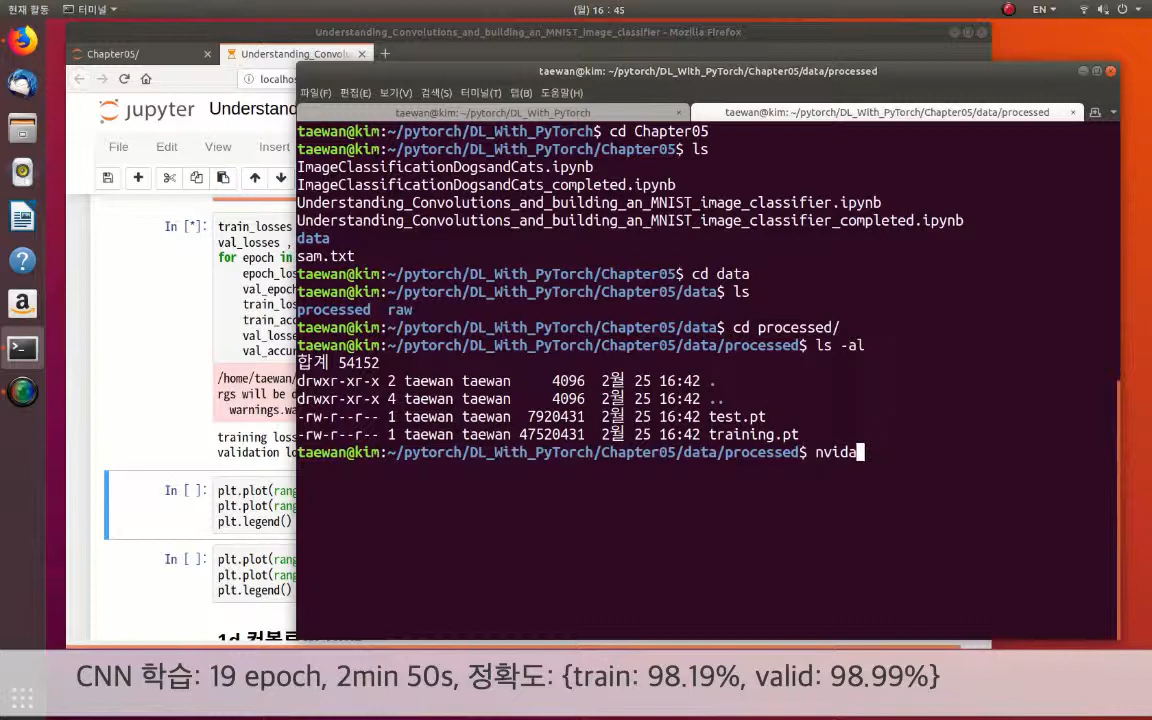 현재 활동
터미널
(월) 16 : 45
EN
Understanding_Convolutions_and_building_an_MNIST_image_classifier - Mozilla Firefox
Chapter05/
Understanding_Convolu
localhos
jupyter
Understan
File Edit View Insert
In [*]:
train_losses
val_losses ,
for epoch in
epoch_los
val_epoch
train_los
train_acc
val_losse
val_accur
/home/taewan/
rgs will be d
warnings.wa
training loss
validation lo
In [ ]:
plt.plot(rang
plt.plot(rang
plt.legend()
In [ ]:
plt.plot(rang
plt.plot(rang
plt.legend()
taewan@kim: ~/pytorch/DL_With_PyTorch/Chapter05/data/processed
파일(F) 편집(E) 보기(V) 검색(S) 터미널(T) 탭(B) 도움말(H)
taewan@kim: ~/pytorch/DL_With_PyTorch
taewan@kim: ~/pytorch/DL_With_PyTorch/Chapter05/data/processed
taewan@kim:~/pytorch/DL_With_PyTorch$ cd Chapter05
taewan@kim:~/pytorch/DL_With_PyTorch/Chapter05$ ls
ImageClassificationDogsandCats.ipynb
ImageClassificationDogsandCats_completed.ipynb
Understanding_Convolutions_and_building_an_MNIST_image_classifier.ipynb
Understanding_Convolutions_and_building_an_MNIST_image_classifier_completed.ipynb
data
sam.txt
taewan@kim:~/pytorch/DL_With_PyTorch/Chapter05$ cd data
taewan@kim:~/pytorch/DL_With_PyTorch/Chapter05/data$ ls
processed raw
taewan@kim:~/pytorch/DL_With_PyTorch/Chapter05/data$ cd processed/
taewan@kim:~/pytorch/DL_With_PyTorch/Chapter05/data/processed$ ls -al
합계 54152
drwxr-xr-x 2 taewan taewan 4096 2월 25 16:42 .
drwxr-xr-x 4 taewan taewan 4096 2월 25 16:42 ..
-rw-r--r-- 1 taewan taewan 7920431 2월 25 16:42 test.pt
-rw-r--r-- 1 taewan taewan 47520431 2월 25 16:42 training.pt
taewan@kim:~/pytorch/DL_With_PyTorch/Chapter05/data/processed$ nvida
CNN 학습: 19 epoch, 2min 50s, 정확도: {train: 98.19%, valid: 98.99%}